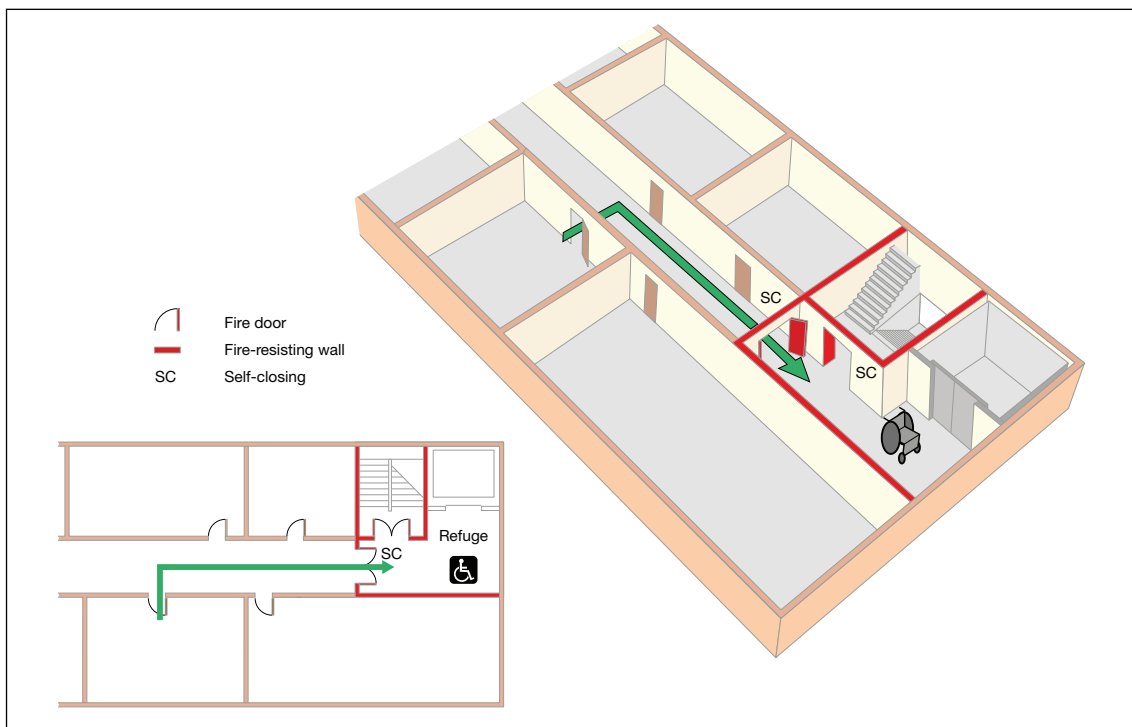 SC
SC
Fire door
Fire-resisting wall
SC
Self-closing
Refuge
SC